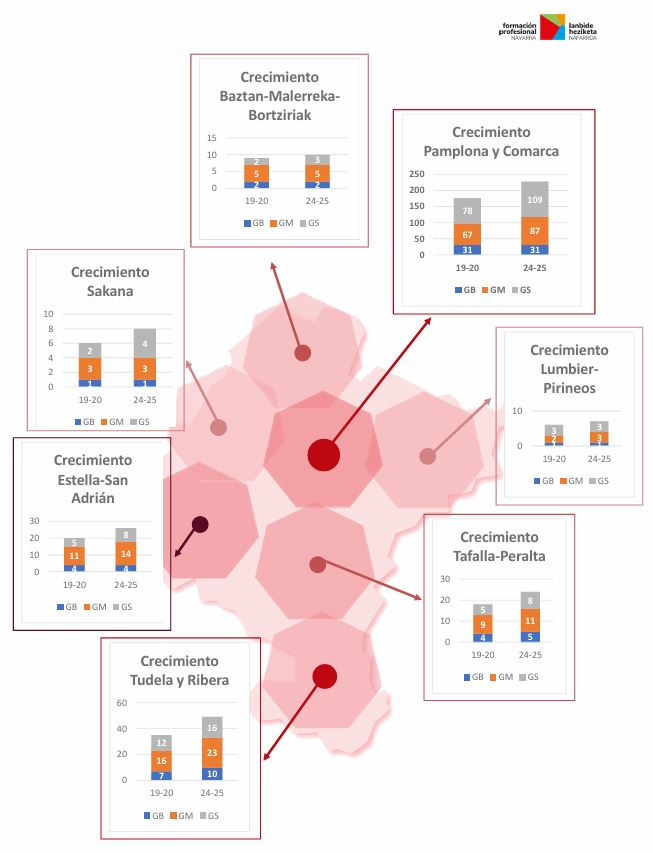 formación
profesional
NAVARRA
lanbide
heziketa
NAFARROA
Crecimiento
Baztan-Malerreka-
Bortziriak
15
10
5
0
2
5
2
3
5
2
19-20
24-25
GB GM GS
Crecimiento
Pamplona y Comarca
250
200
150
100
50
0
78
67
31
109
87
31
19-20
24-25
GB GM GS
Crecimiento
Sakana
10
8
6
4
2
0
2
3
1
4
3
1
19-20
24-25
GB GM GS
Crecimiento
Lumbier-
Pirineos
10
0
3
2
1
3
3
1
19-20
24-25
GB GM GS
Crecimiento
Estella-San
Adrián
30
20
10
0
5
11
4
8
14
4
19-20
24-25
GB GM GS
Crecimiento
Tafalla-Peralta
30
20
10
0
5
9
4
8
11
5
19-20
24-25
GB GM GS
Crecimiento
Tudela y Ribera
60
40
20
0
12
16
7
16
23
10
19-20
24-25
GB GM GS